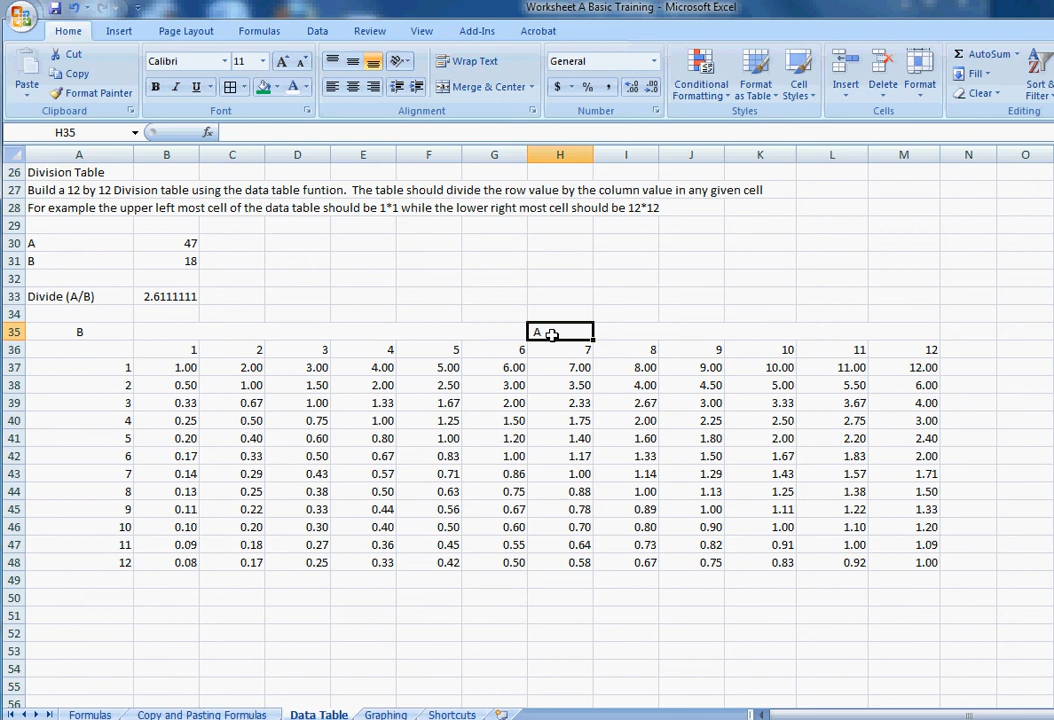 Worksheet A Basic Training - Microsoft Excel
Home Insert Page Layout Formulas Data Review View Add-Ins Acrobat
Cut Calibri 11 Wrap Text General AutoSum
Copy Fill
Paste Format Painter B I U Merge & Center $ % , Conditional Formatting Format as Table Cell Styles Insert Delete Format Clear Sort & Filter
Clipboard Font Alignment Number Styles Cells Editing
H35 fx
A B C D E F G H I J K L M N O
26 Division Table
27 Build a 12 by 12 Division table using the data table funtion. The table should divide the row value by the column value in any given cell
28 For example the upper left most cell of the data table should be 1*1 while the lower right most cell should be 12*12
29
30 A 47
31 B 18
32
33 Divide (A/B) 2.6111111
34
35 B A
36 1 2 3 4 5 6 7 8 9 10 11 12
37 1 1.00 2.00 3.00 4.00 5.00 6.00 7.00 8.00 9.00 10.00 11.00 12.00
38 2 0.50 1.00 1.50 2.00 2.50 3.00 3.50 4.00 4.50 5.00 5.50 6.00
39 3 0.33 0.67 1.00 1.33 1.67 2.00 2.33 2.67 3.00 3.33 3.67 4.00
40 4 0.25 0.50 0.75 1.00 1.25 1.50 1.75 2.00 2.25 2.50 2.75 3.00
41 5 0.20 0.40 0.60 0.80 1.00 1.20 1.40 1.60 1.80 2.00 2.20 2.40
42 6 0.17 0.33 0.50 0.67 0.83 1.00 1.17 1.33 1.50 1.67 1.83 2.00
43 7 0.14 0.29 0.43 0.57 0.71 0.86 1.00 1.14 1.29 1.43 1.57 1.71
44 8 0.13 0.25 0.38 0.50 0.63 0.75 0.88 1.00 1.13 1.25 1.38 1.50
45 9 0.11 0.22 0.33 0.44 0.56 0.67 0.78 0.89 1.00 1.11 1.22 1.33
46 10 0.10 0.20 0.30 0.40 0.50 0.60 0.70 0.80 0.90 1.00 1.10 1.20
47 11 0.09 0.18 0.27 0.36 0.45 0.55 0.64 0.73 0.82 0.91 1.00 1.09
48 12 0.08 0.17 0.25 0.33 0.42 0.50 0.58 0.67 0.75 0.83 0.92 1.00
49
50
51
52
53
54
55
56
Formulas Copy and Pasting Formulas Data Table Graphing Shortcuts